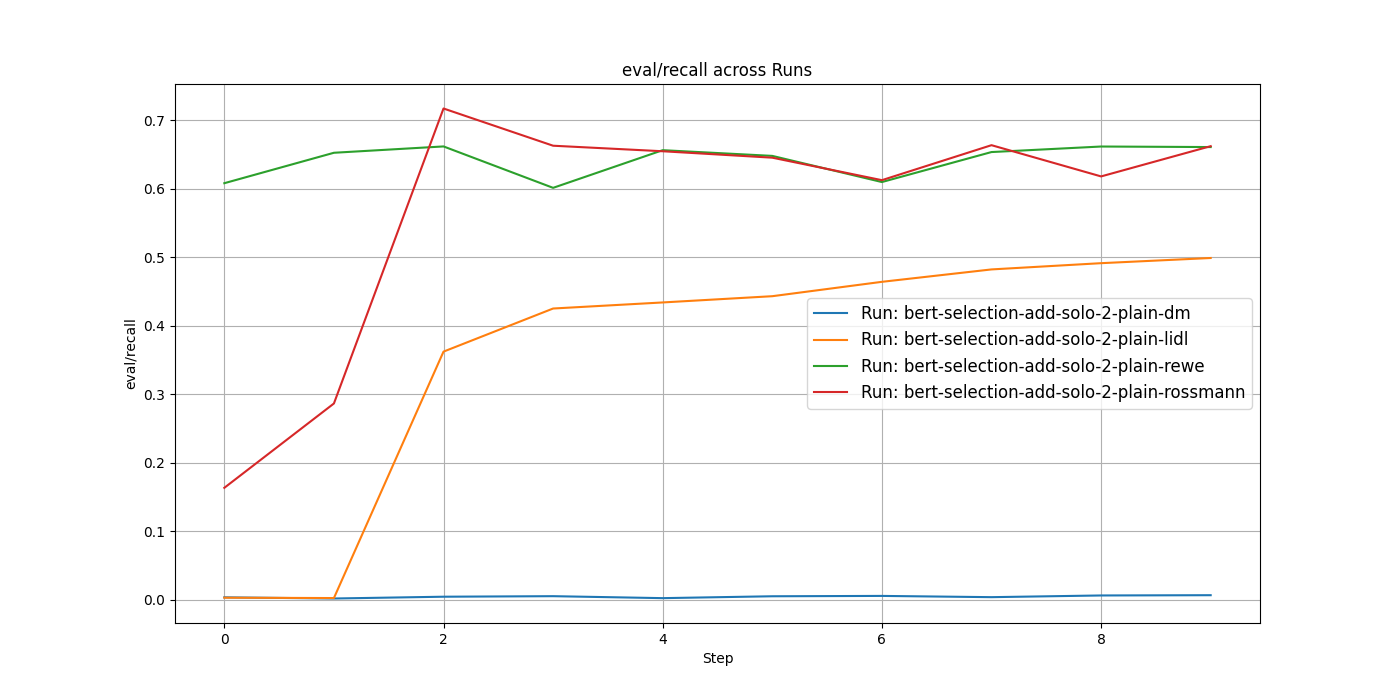 eval/recall across Runs
eval/recall
0.7
0.6
0.5
0.4
0.3
0.2
0.1
0.0
Run: bert-selection-add-solo-2-plain-dm
Run: bert-selection-add-solo-2-plain-lidl
Run: bert-selection-add-solo-2-plain-rewe
Run: bert-selection-add-solo-2-plain-rossmann
0 2 4 6 8
Step